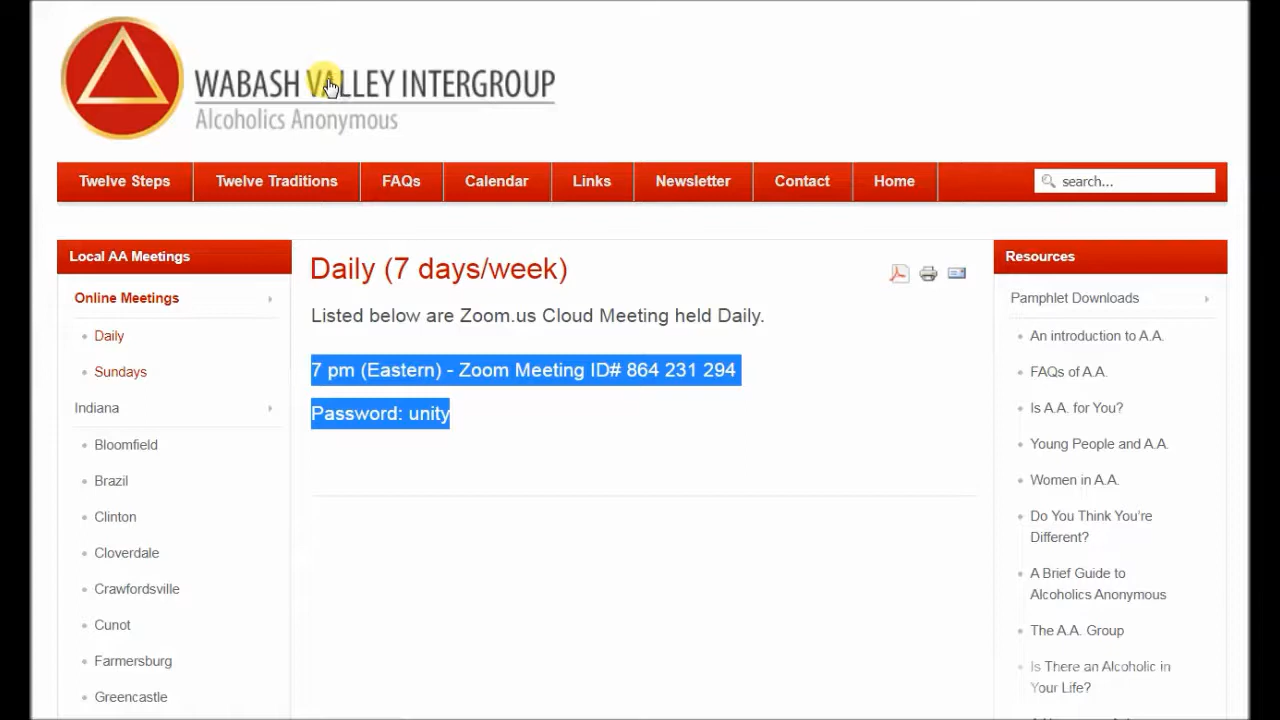 WABASH VALLEY INTERGROUP
Alcoholics Anonymous
Twelve Steps
Twelve Traditions
FAQs
Calendar
Links
Newsletter
Contact
Home
search...
Local AA Meetings
Online Meetings
Daily
Sundays
Indiana
Bloomfield
Brazil
Clinton
Cloverdale
Crawfordsville
Cunot
Farmersburg
Greencastle
Daily (7 days/week)
Listed below are Zoom.us Cloud Meeting held Daily.
7 pm (Eastern) - Zoom Meeting ID# 864 231 294
Password: unity
Resources
Pamphlet Downloads
An introduction to A.A.
FAQs of A.A.
Is A.A. for You?
Young People and A.A.
Women in A.A.
Do You Think You're
Different?
A Brief Guide to
Alcoholics Anonymous
The A.A. Group
Is There an Alcoholic in
Your Life?